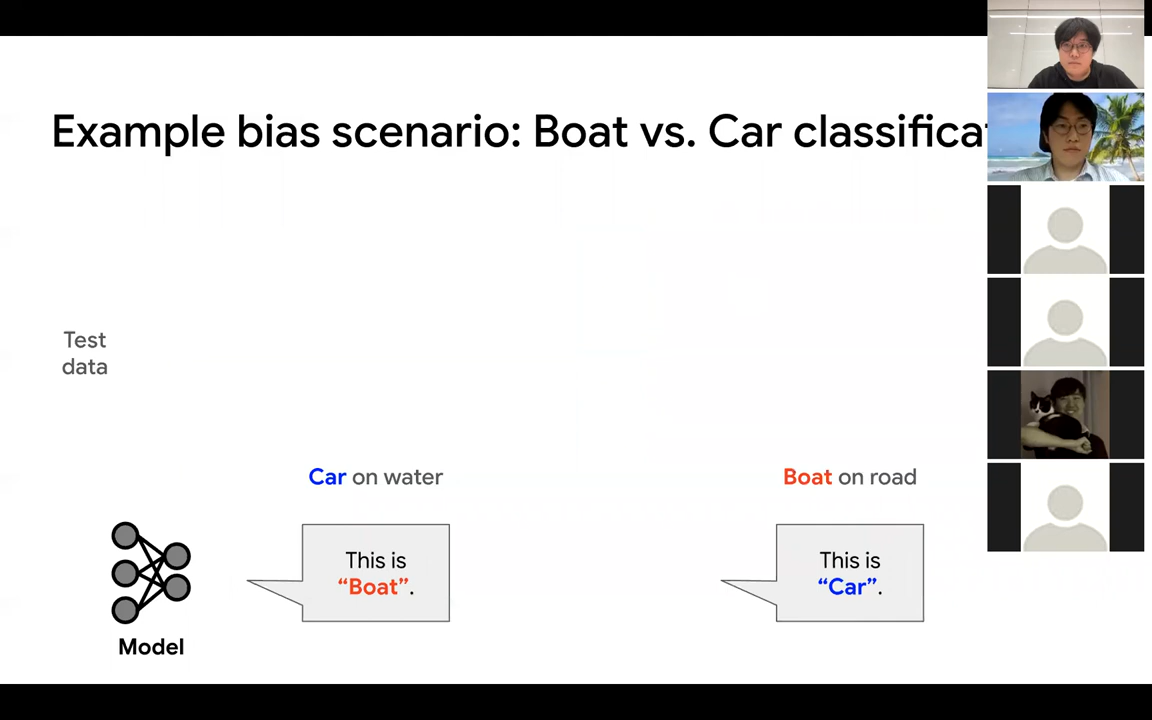 Example bias scenario: Boat vs. Car classifica
Test
data
Car on water
Boat on road
This is
“Boat”.
This is
“Car”.
Model